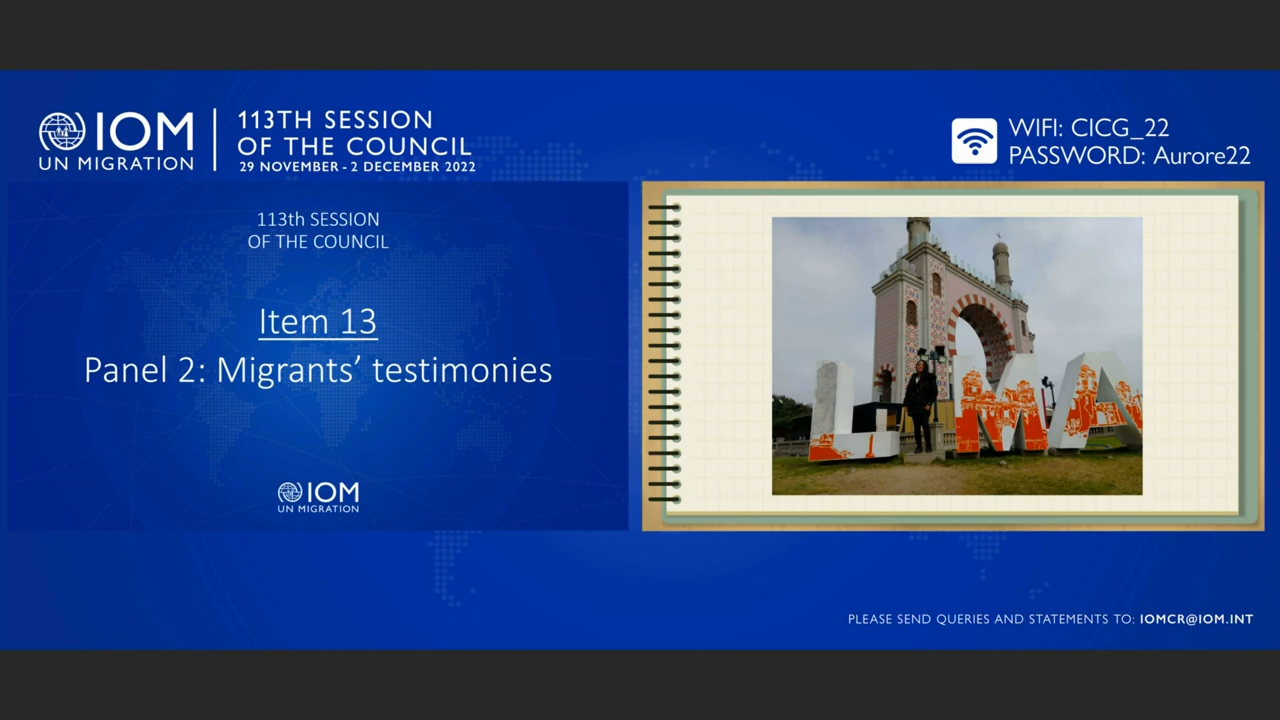 IOM
UN MIGRATION
113TH SESSION
OF THE COUNCIL
29 NOVEMBER - 2 DECEMBER 2022
WIFI: CICG_22
PASSWORD: Aurore22
113th SESSION
OF THE COUNCIL
Item 13
Panel 2: Migrants’ testimonies
IOM
UN MIGRATION
LIMA
PLEASE SEND QUERIES AND STATEMENTS TO: IOMCR@IOM.INT